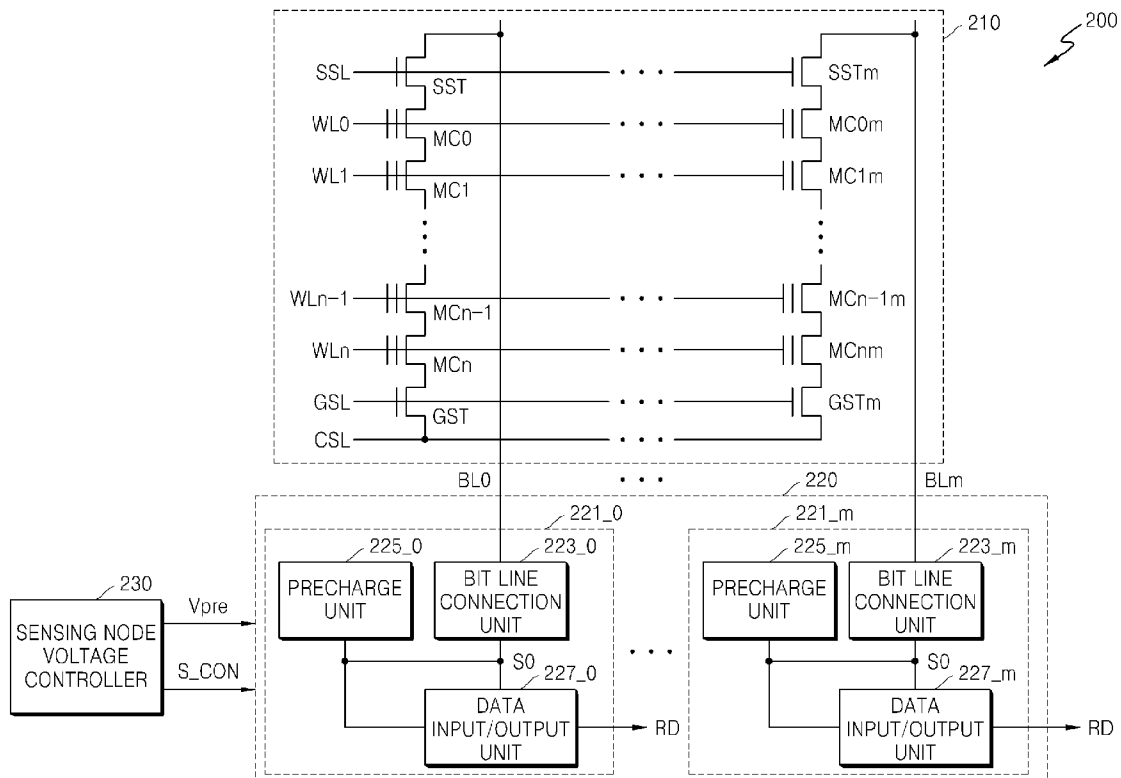 210
200
SSL
SST
SSTm
WL0
MC0
MC0m
WL1
MC1
MC1m
WLn-1
MCn-1
MCn-1m
WLn
MCn
MCnm
GSL
GST
GSTm
CSL
BL0
BLm
220
221_0
221_m
225_0
223_0
225_m
223_m
230
Vpre
S_CON
SENSING NODE
VOLTAGE
CONTROLLER
PRECHARGE
UNIT
BIT LINE
CONNECTION
UNIT
PRECHARGE
UNIT
BIT LINE
CONNECTION
UNIT
S0
227_0
S0
227_m
DATA
INPUT/OUTPUT
UNIT
RD
DATA
INPUT/OUTPUT
UNIT
RD